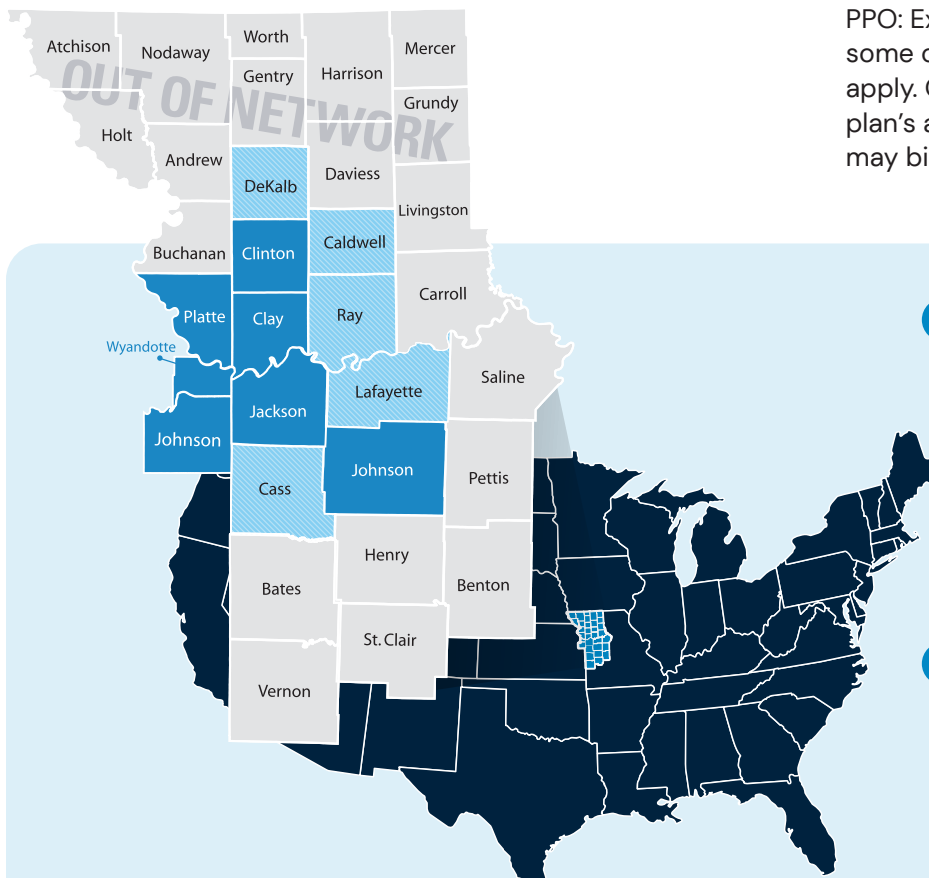 PPO: Ex
some o
apply. C
plan's a
may bi
Atchison
Nodaway
Worth
Gentry
Harrison
Mercer
Grundy
OUT OF NETWORK
Holt
Andrew
DeKalb
Daviess
Livingston
Buchanan
Clinton
Caldwell
Carroll
Platte
Clay
Ray
Wyandotte
Saline
Lafayette
Jackson
Johnson
Johnson
Pettis
Cass
Henry
Benton
Bates
St. Clair
Vernon